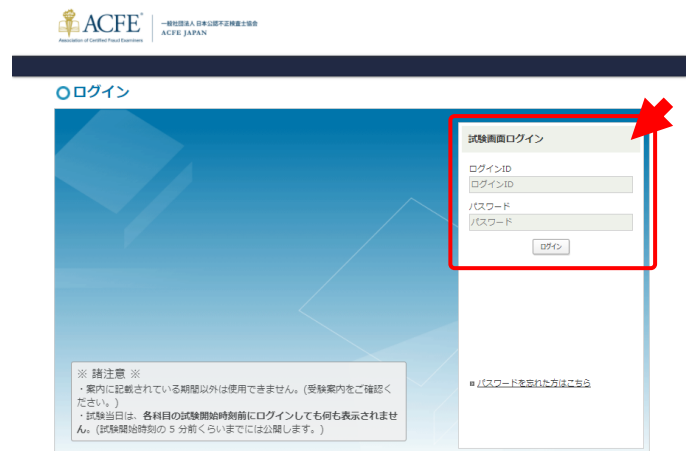 ACFE
Association of Certified Fraud Examiners
一般社団法人 日本公認不正検査士協会
ACFE JAPAN
ログイン
試験画面ログイン
ログインID
ログインID
パスワード
パスワード
ログイン
※ 諸注意 ※
・案内に記載されている期間以外は使用できません。(受験案内をご確認く
ださい。)
・試験当日は、各科目の試験開始時刻前にログインしても何も表示されませ
ん。(試験開始時刻の 5 分前くらいまでには公開します。)
パスワードを忘れた方はこちら